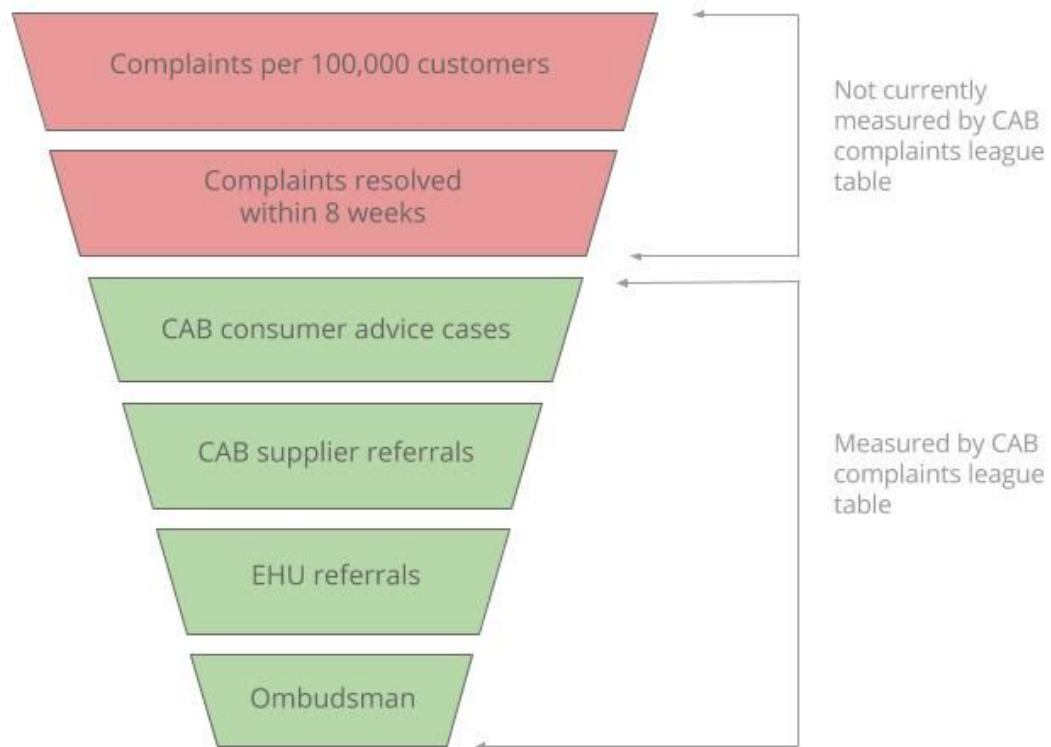 Complaints per 100,000 customers
Not currently
measured by CAB
complaints league
table
Complaints resolved
within 8 weeks
CAB consumer advice cases
CAB supplier referrals
Measured by CAB
complaints league
table
EHU referrals
Ombudsman